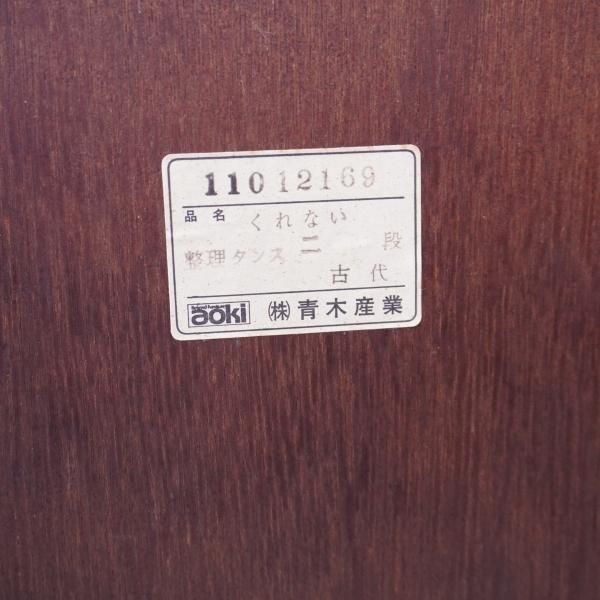 11012169
品名 くれない
整理タンス 二 段
古代
aoki ㈱青木産業